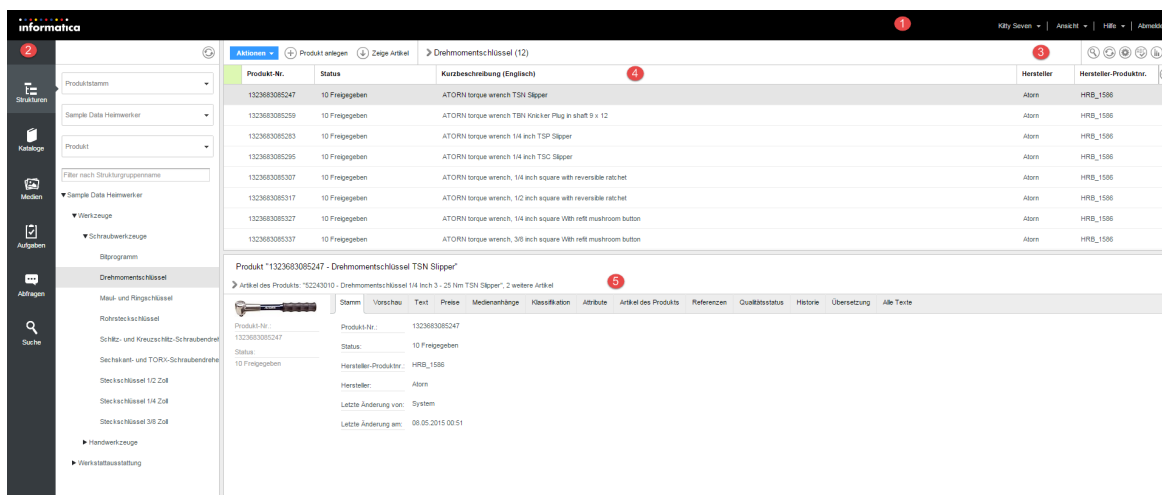 informatica
1
Kitty Seven
Ansicht
Hilfe
Abmelde
2
Strukturen
Kataloge
Medien
Aufgaben
Abfragen
Suche
Produktstamm
Sample Data Heimwerker
Produkt
Filter nach Strukturgruppenname
Sample Data Heimwerker
Werkzeuge
Schraubwerkzeuge
Bitprogramm
Drehmomentschlüssel
Maul- und Ringschlüssel
Rohrsteckschlüssel
Schlitz- und Kreuzschlitz-Schraubendreh
Sechskant- und TORX-Schraubendrehe
Steckschlüssel 1/2 Zoll
Steckschlüssel 1/4 Zoll
Steckschlüssel 3/8 Zoll
Handwerkzeuge
Werkstattausstattung
Aktionen Produkt anlegen Zeige Artikel Drehmomentschlüssel (12) 3
Produkt-Nr. Status Kurzbeschreibung (Englisch) 4 Hersteller Hersteller-Produktnr.
1323683085247 10 Freigegeben ATORN torque wrench TSN Slipper Atorn HRB_1586
1323683085259 10 Freigegeben ATORN torque wrench TBN Knicker Plug in shaft 9 x 12 Atorn HRB_1586
1323683085283 10 Freigegeben ATORN torque wrench 1/4 inch TSP Slipper Atorn HRB_1586
1323683085295 10 Freigegeben ATORN torque wrench 1/4 inch TSC Slipper Atorn HRB_1586
1323683085307 10 Freigegeben ATORN torque wrench, 1/4 inch square with reversible ratchet Atorn HRB_1586
1323683085317 10 Freigegeben ATORN torque wrench, 1/2 inch square with reversible ratchet Atorn HRB_1586
1323683085327 10 Freigegeben ATORN torque wrench, 1/4 inch square With refit mushroom button Atorn HRB_1586
1323683085337 10 Freigegeben ATORN torque wrench, 3/8 inch square With refit mushroom button Atorn HRB_1586
Produkt "1323683085247 - Drehmomentschlüssel TSN Slipper"
Artikel des Produkts: "52243010 - Drehmomentschlüssel 1/4 Inch 3 - 25 Nm TSN Slipper", 2 weitere Artikel 5
Stamm Vorschau Text Preise Medienanhänge Klassifikation Attribute Artikel des Produkts Referenzen Qualitätsstatus Historie Übersetzung Alle Texte
Produkt-Nr.:
1323683085247
Status:
10 Freigegeben
Produkt-Nr.: 1323683085247
Status: 10 Freigegeben
Hersteller-Produktnr.: HRB_1586
Hersteller: Atorn
Letzte Änderung von: System
Letzte Änderung am: 08.05.2015 00:51